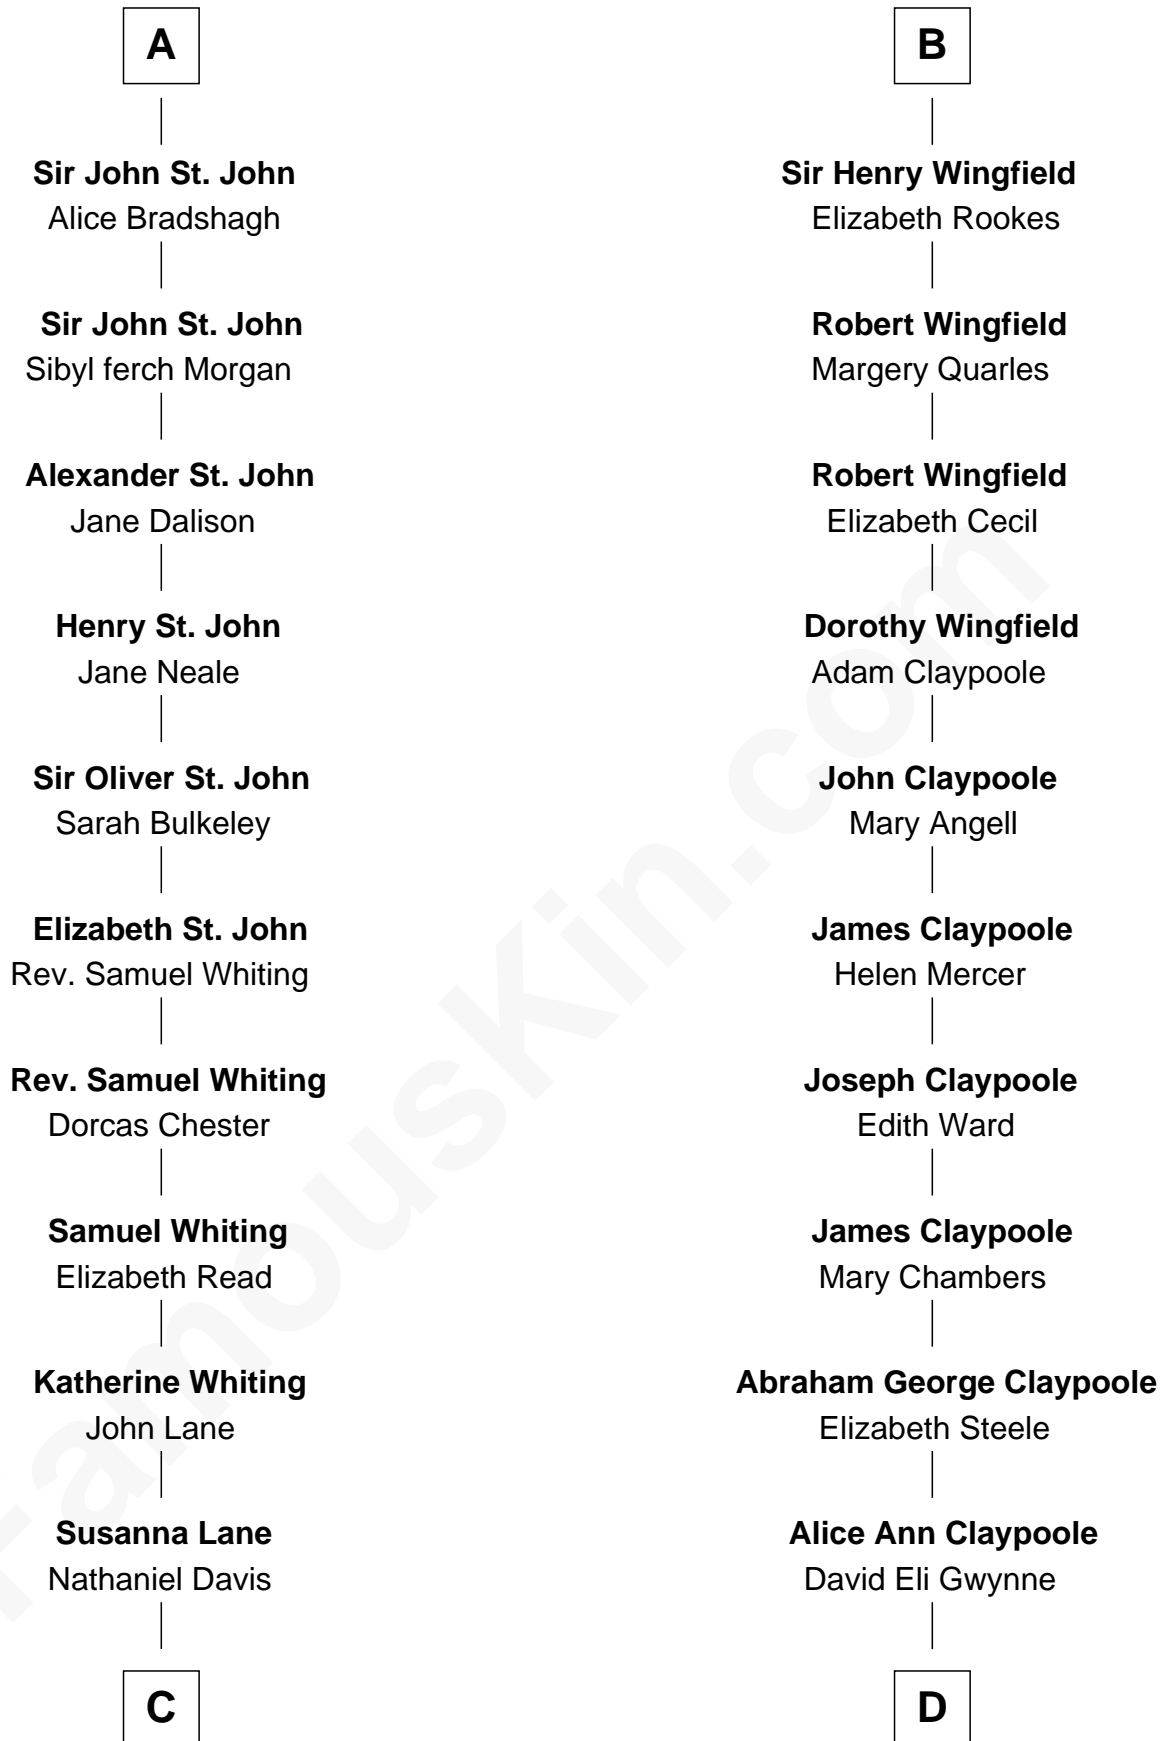 A
Sir John St. John
Alice Bradshagh
Sir John St. John
Sibyl ferch Morgan
Alexander St. John
Jane Dalison
Henry St. John
Jane Neale
Sir Oliver St. John
Sarah Bulkeley
Elizabeth St. John
Rev. Samuel Whiting
Rev. Samuel Whiting
Dorcas Chester
Samuel Whiting
Elizabeth Read
Katherine Whiting
John Lane
Susanna Lane
Nathaniel Davis
C
B
Sir Henry Wingfield
Elizabeth Rookes
Robert Wingfield
Margery Quarles
Robert Wingfield
Elizabeth Cecil
Dorothy Wingfield
Adam Claypoole
John Claypoole
Mary Angell
James Claypoole
Helen Mercer
Joseph Claypoole
Edith Ward
James Claypoole
Mary Chambers
Abraham George Claypoole
Elizabeth Steele
Alice Ann Claypoole
David Eli Gwynne
D
FamousKin.com